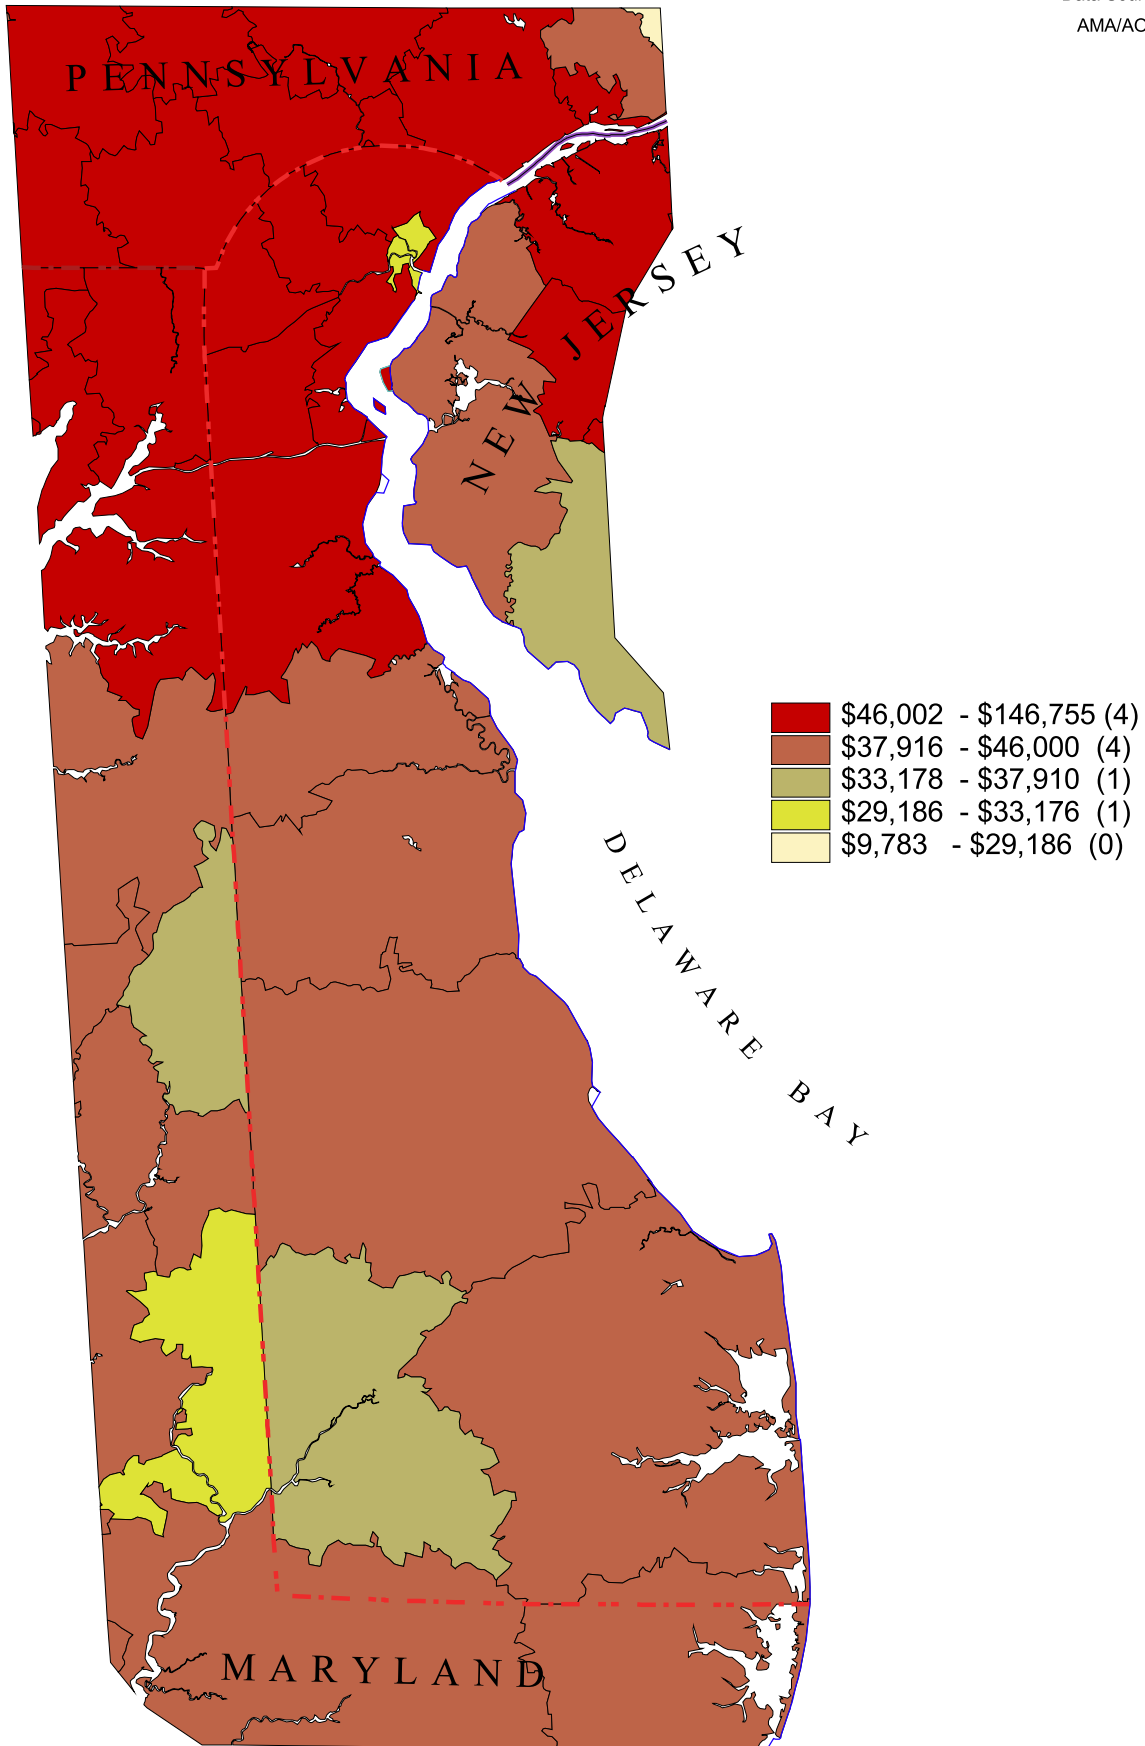 AMA/AC
PENNSYLVANIA
NEW JERSEY
$46,002 - $146,755 (4)
$37,916 - $46,000 (4)
$33,178 - $37,910 (1)
$29,186 - $33,176 (1)
$9,783 - $29,186 (0)
DELAWARE BAY
MARYLAND